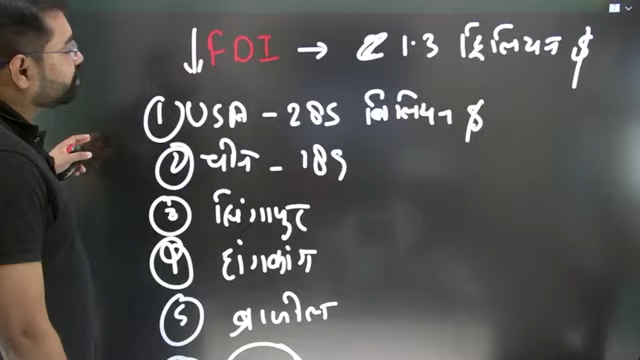 ↓ FDI → 1.3 ट्रिलियन $
① USA - 285 बिलियन $
② चीन - 189
③ सिंगापुर
④ हांगकांग
⑤ ब्राजील